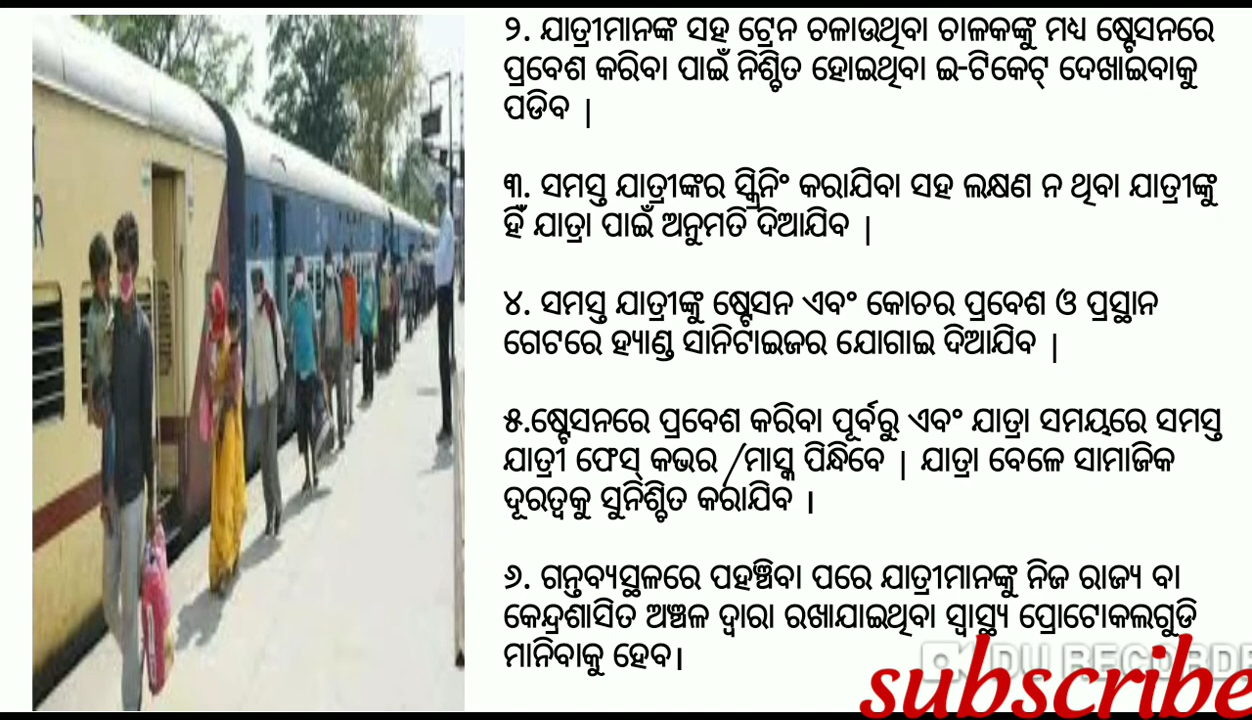 ୨. ଯାତ୍ରୀମାନଙ୍କ ସହ ଟ୍ରେନ ଚଳାଉଥିବା ଚାଳକଙ୍କୁ ମଧ୍ୟ ଷ୍ଟେସନରେ
ପ୍ରବେଶ କରିବା ପାଇଁ ନିଶ୍ଚିତ ହୋଇଥିବା ଇ-ଟିକେଟ୍ ଦେଖାଇବାକୁ
ପଡିବ |
୩. ସମସ୍ତ ଯାତ୍ରୀଙ୍କର ସ୍କ୍ରିନିଂ କରାଯିବା ସହ ଲକ୍ଷଣ ନ ଥିବା ଯାତ୍ରୀଙ୍କୁ
ହିଁ ଯାତ୍ରା ପାଇଁ ଅନୁମତି ଦିଆଯିବ |
୪. ସମସ୍ତ ଯାତ୍ରୀଙ୍କୁ ଷ୍ଟେସନ ଏବଂ କୋଚର ପ୍ରବେଶ ଓ ପ୍ରସ୍ଥାନ
ଗେଟରେ ହ୍ୟାଣ୍ଡ ସାନିଟାଇଜର ଯୋଗାଇ ଦିଆଯିବ |
୫.ଷ୍ଟେସନରେ ପ୍ରବେଶ କରିବା ପୂର୍ବରୁ ଏବଂ ଯାତ୍ରା ସମୟରେ ସମସ୍ତ
ଯାତ୍ରୀ ଫେସ୍ କଭର /ମାସ୍କ ପିନ୍ଧିବେ | ଯାତ୍ରା ବେଳେ ସାମାଜିକ
ଦୂରତ୍ୱକୁ ସୁନିଶ୍ଚିତ କରାଯିବ ।
୬. ଗନ୍ତବ୍ୟସ୍ଥଳରେ ପହଞ୍ଚିବା ପରେ ଯାତ୍ରୀମାନଙ୍କୁ ନିଜ ରାଜ୍ୟ ବା
କେନ୍ଦ୍ରଶାସିତ ଅଞ୍ଚଳ ଦ୍ୱାରା ରଖାଯାଇଥିବା ସ୍ୱାସ୍ଥ୍ୟ ପ୍ରୋଟୋକଲଗୁଡି
ମାନିବାକୁ ହେବ।
DU RECORDE
subscribe